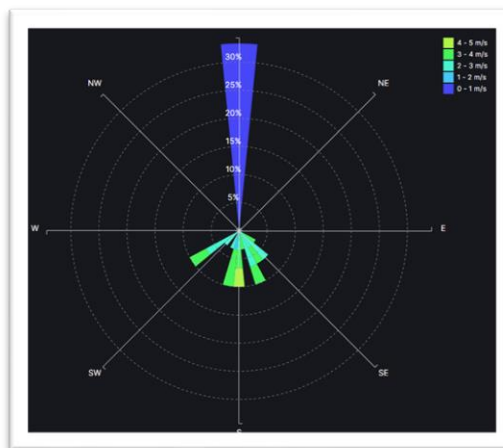 4 - 5 m/s
3 - 4 m/s
2 - 3 m/s
1 - 2 m/s
0 - 1 m/s
30%
25%
20%
15%
10%
5%
NW
NE
W
E
SW
SE
S